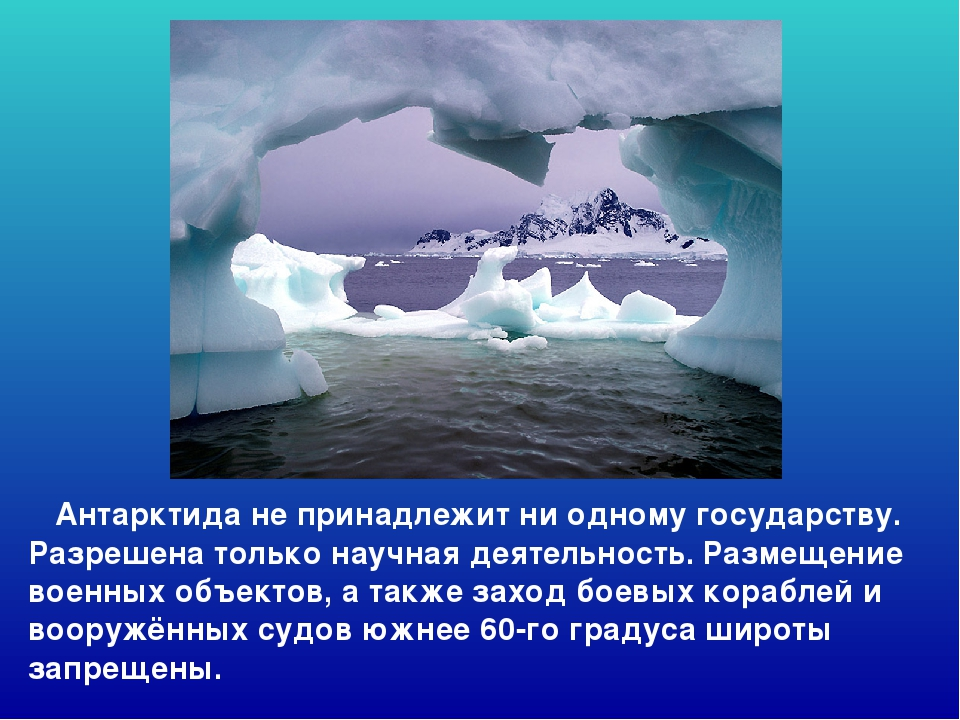 Антарктида не принадлежит ни одному государству.
Разрешена только научная деятельность. Размещение
военных объектов, а также заход боевых кораблей и
вооружённых судов южнее 60-го градуса широты
запрещены.